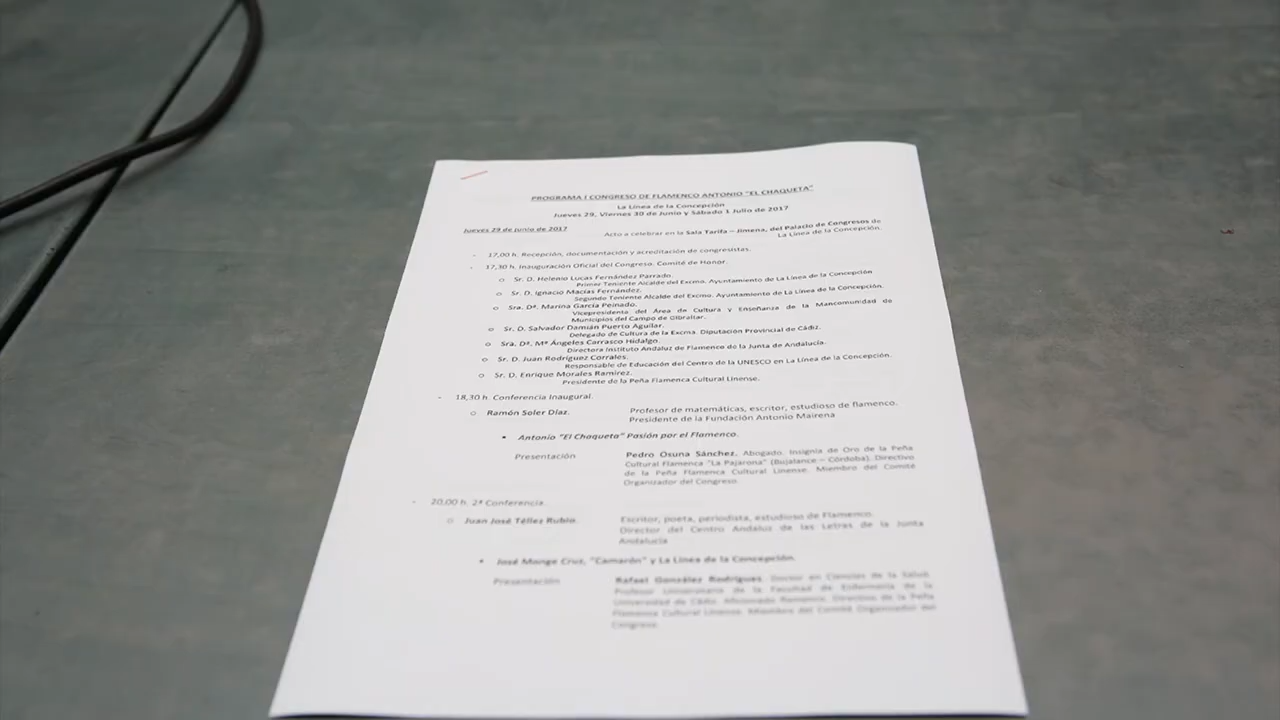 PROGRAMA I CONGRESO DE FLAMENCO ANTONIO "EL CHAQUETA"
La Línea de la Concepción
Jueves 29, Viernes 30 de Junio y Sábado 1 Julio de 2017
Jueves 29 de junio de 2017
Acto a celebrar en la Sala Tarifa – Jimena, del Palacio de Congresos de
La Línea de la Concepción.
- 17,00 h. Recepción, documentación y acreditación de congresistas.
- 17,30 h. Inauguración Oficial del Congreso. Comité de Honor.
o Sr. D. Helenio Lucas Fernández Parrado.
Primer Teniente Alcalde del Excmo. Ayuntamiento de La Línea de la Concepción
o Sr. D. Ignacio Macías Fernández.
Segundo Teniente Alcalde del Excmo. Ayuntamiento de La Línea de la Concepción.
o Sra. Dª. Marina García Peinado.
Vicepresidenta del Área de Cultura y Enseñanza de la Mancomunidad de
Municipios del Campo de Gibraltar.
o Sr. D. Salvador Damián Puerto Aguilar.
Delegado de Cultura de la Excma. Diputación Provincial de Cádiz.
o Sra. Dª. Mª Ángeles Carrasco Hidalgo.
Directora Instituto Andaluz de Flamenco de la Junta de Andalucía.
o Sr. D. Juan Rodríguez Corrales.
Responsable de Educación del Centro de la UNESCO en La Línea de la Concepción.
o Sr. D. Enrique Morales Ramírez.
Presidente de la Peña Flamenca Cultural Linense.
- 18,30 h. Conferencia Inaugural.
o Ramón Soler Díaz. Profesor de matemáticas, escritor, estudioso de flamenco.
Presidente de la Fundación Antonio Mairena
• Antonio "El Chaqueta" Pasión por el Flamenco.
Presentación Pedro Osuna Sánchez. Abogado. Insignia de Oro de la Peña
Cultural Flamenca "La Pajarona" (Bujalance – Córdoba). Directivo
de la Peña Flamenca Cultural Linense. Miembro del Comité
Organizador del Congreso.
- 20,00 h. 2ª Conferencia.
o Juan José Téllez Rubio. Escritor, poeta, periodista, estudioso de Flamenco.
Director del Centro Andaluz de las Letras de la Junta
Andalucía
• José Monge Cruz, "Camarón" y La Línea de la Concepción.
Presentación Rafael González Rodríguez. Doctor en Ciencias de la Salud.
Profesor Universitario de la Facultad de Enfermería de la
Universidad de Cádiz. Aficionado flamenco. Directivo de la Peña
Flamenca Cultural Linense. Miembro del Comité Organizador del
Congreso.